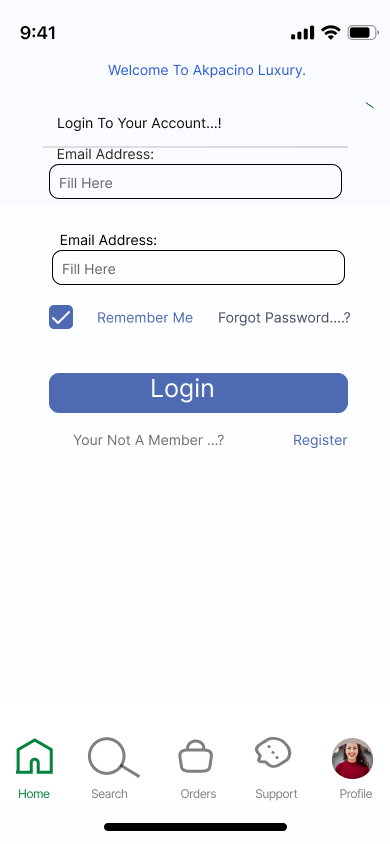 9:41
Welcome To Akpacino Luxury.
Login To Your Account...!
Email Address:
Fill Here
Email Address:
Fill Here
Remember Me Forgot Password....?
Login
Your Not A Member ...? Register
Home Search Orders Support Profile